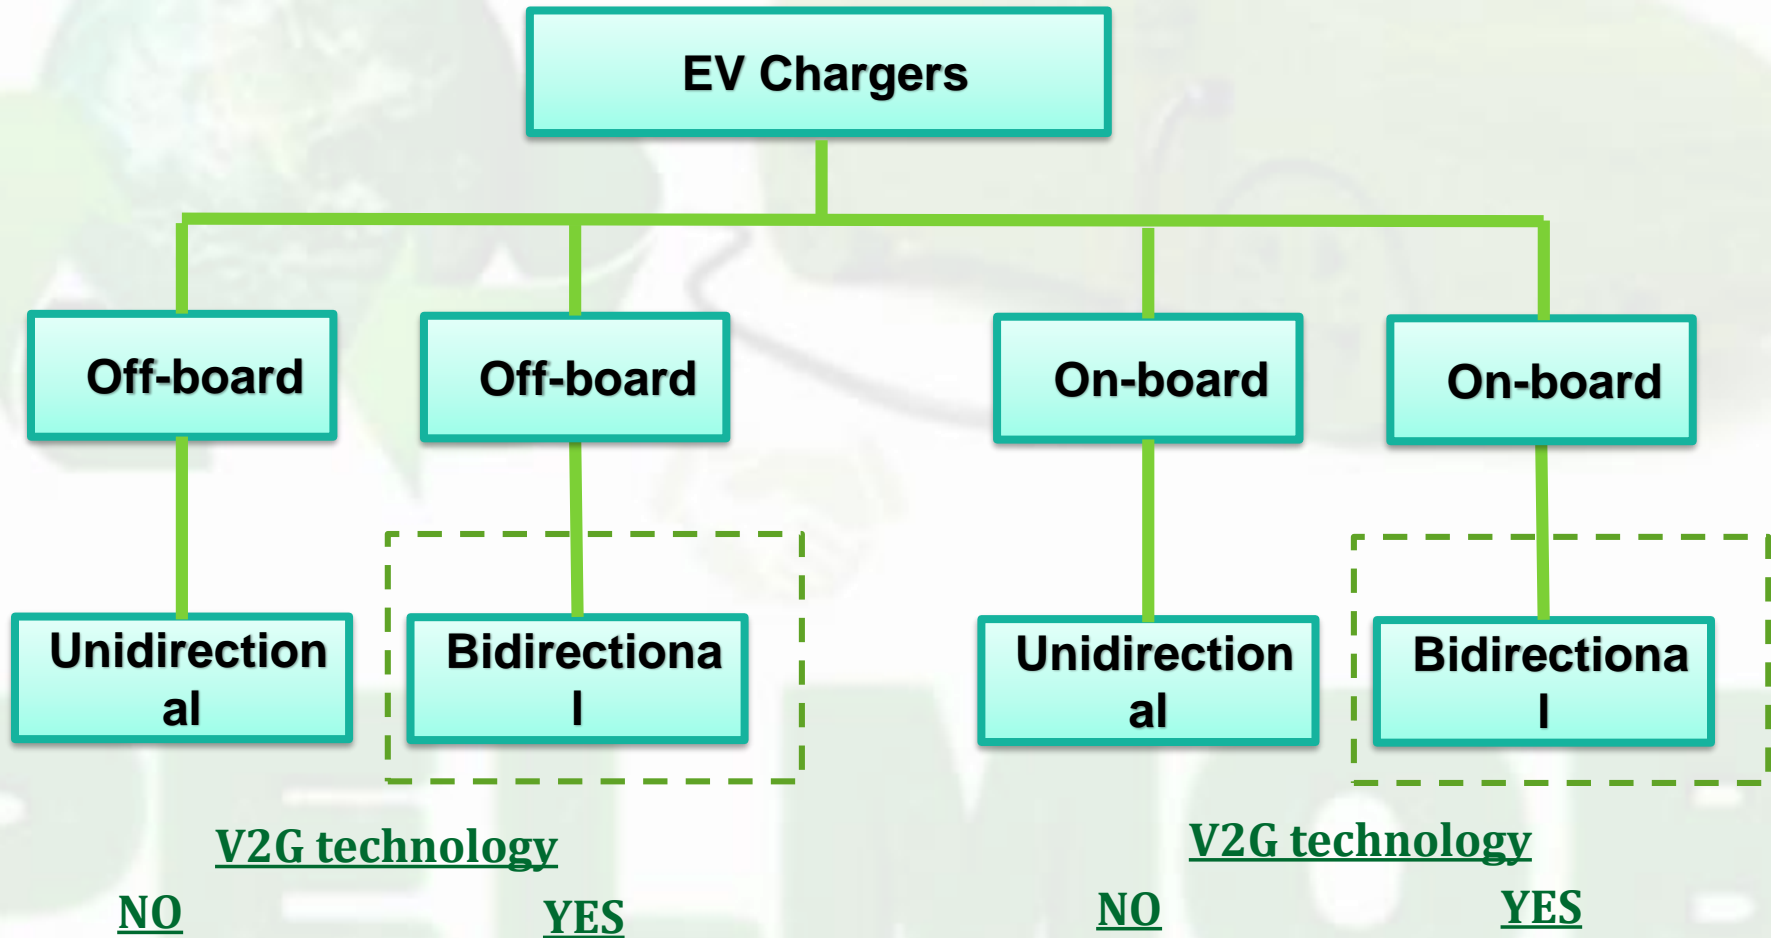 EV Chargers
Off-board
Off-board
On-board
On-board
Unidirection
al
Bidirectiona
l
Unidirection
al
Bidirectiona
l
V2G technology
V2G technology
NO
YES
NO
YES